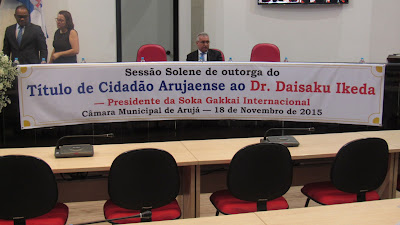 Sessão Solene de outorga do
Título de Cidadão Arujaense ao Dr. Daisaku Ikeda
— Presidente da Soka Gakkai Internacional
Câmara Municipal de Arujá — 18 de Novembro de 2015